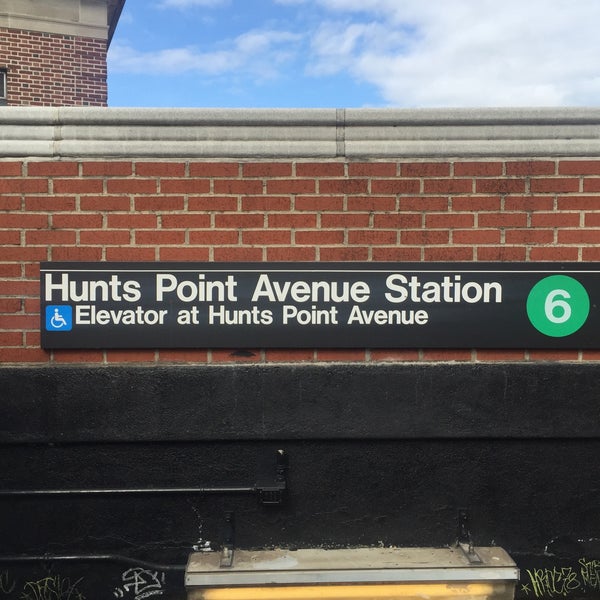 Hunts Point Avenue Station 6
Elevator at Hunts Point Avenue